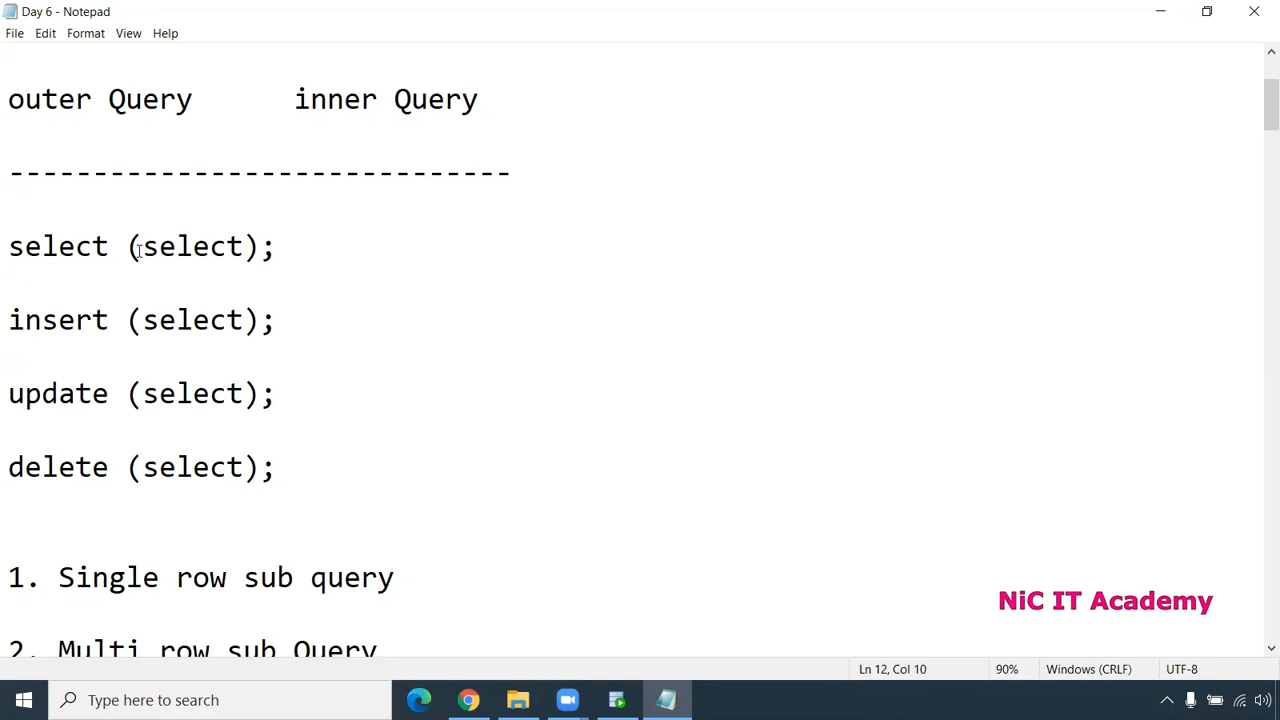 Day 6 - Notepad
File Edit Format View Help
outer Query inner Query
------------------------------
select (select);
insert (select);
update (select);
delete (select);
1. Single row sub query
NiC IT Academy
2. Multi row sub Query
Ln 12, Col 10 90% Windows (CRLF) UTF-8
Type here to search